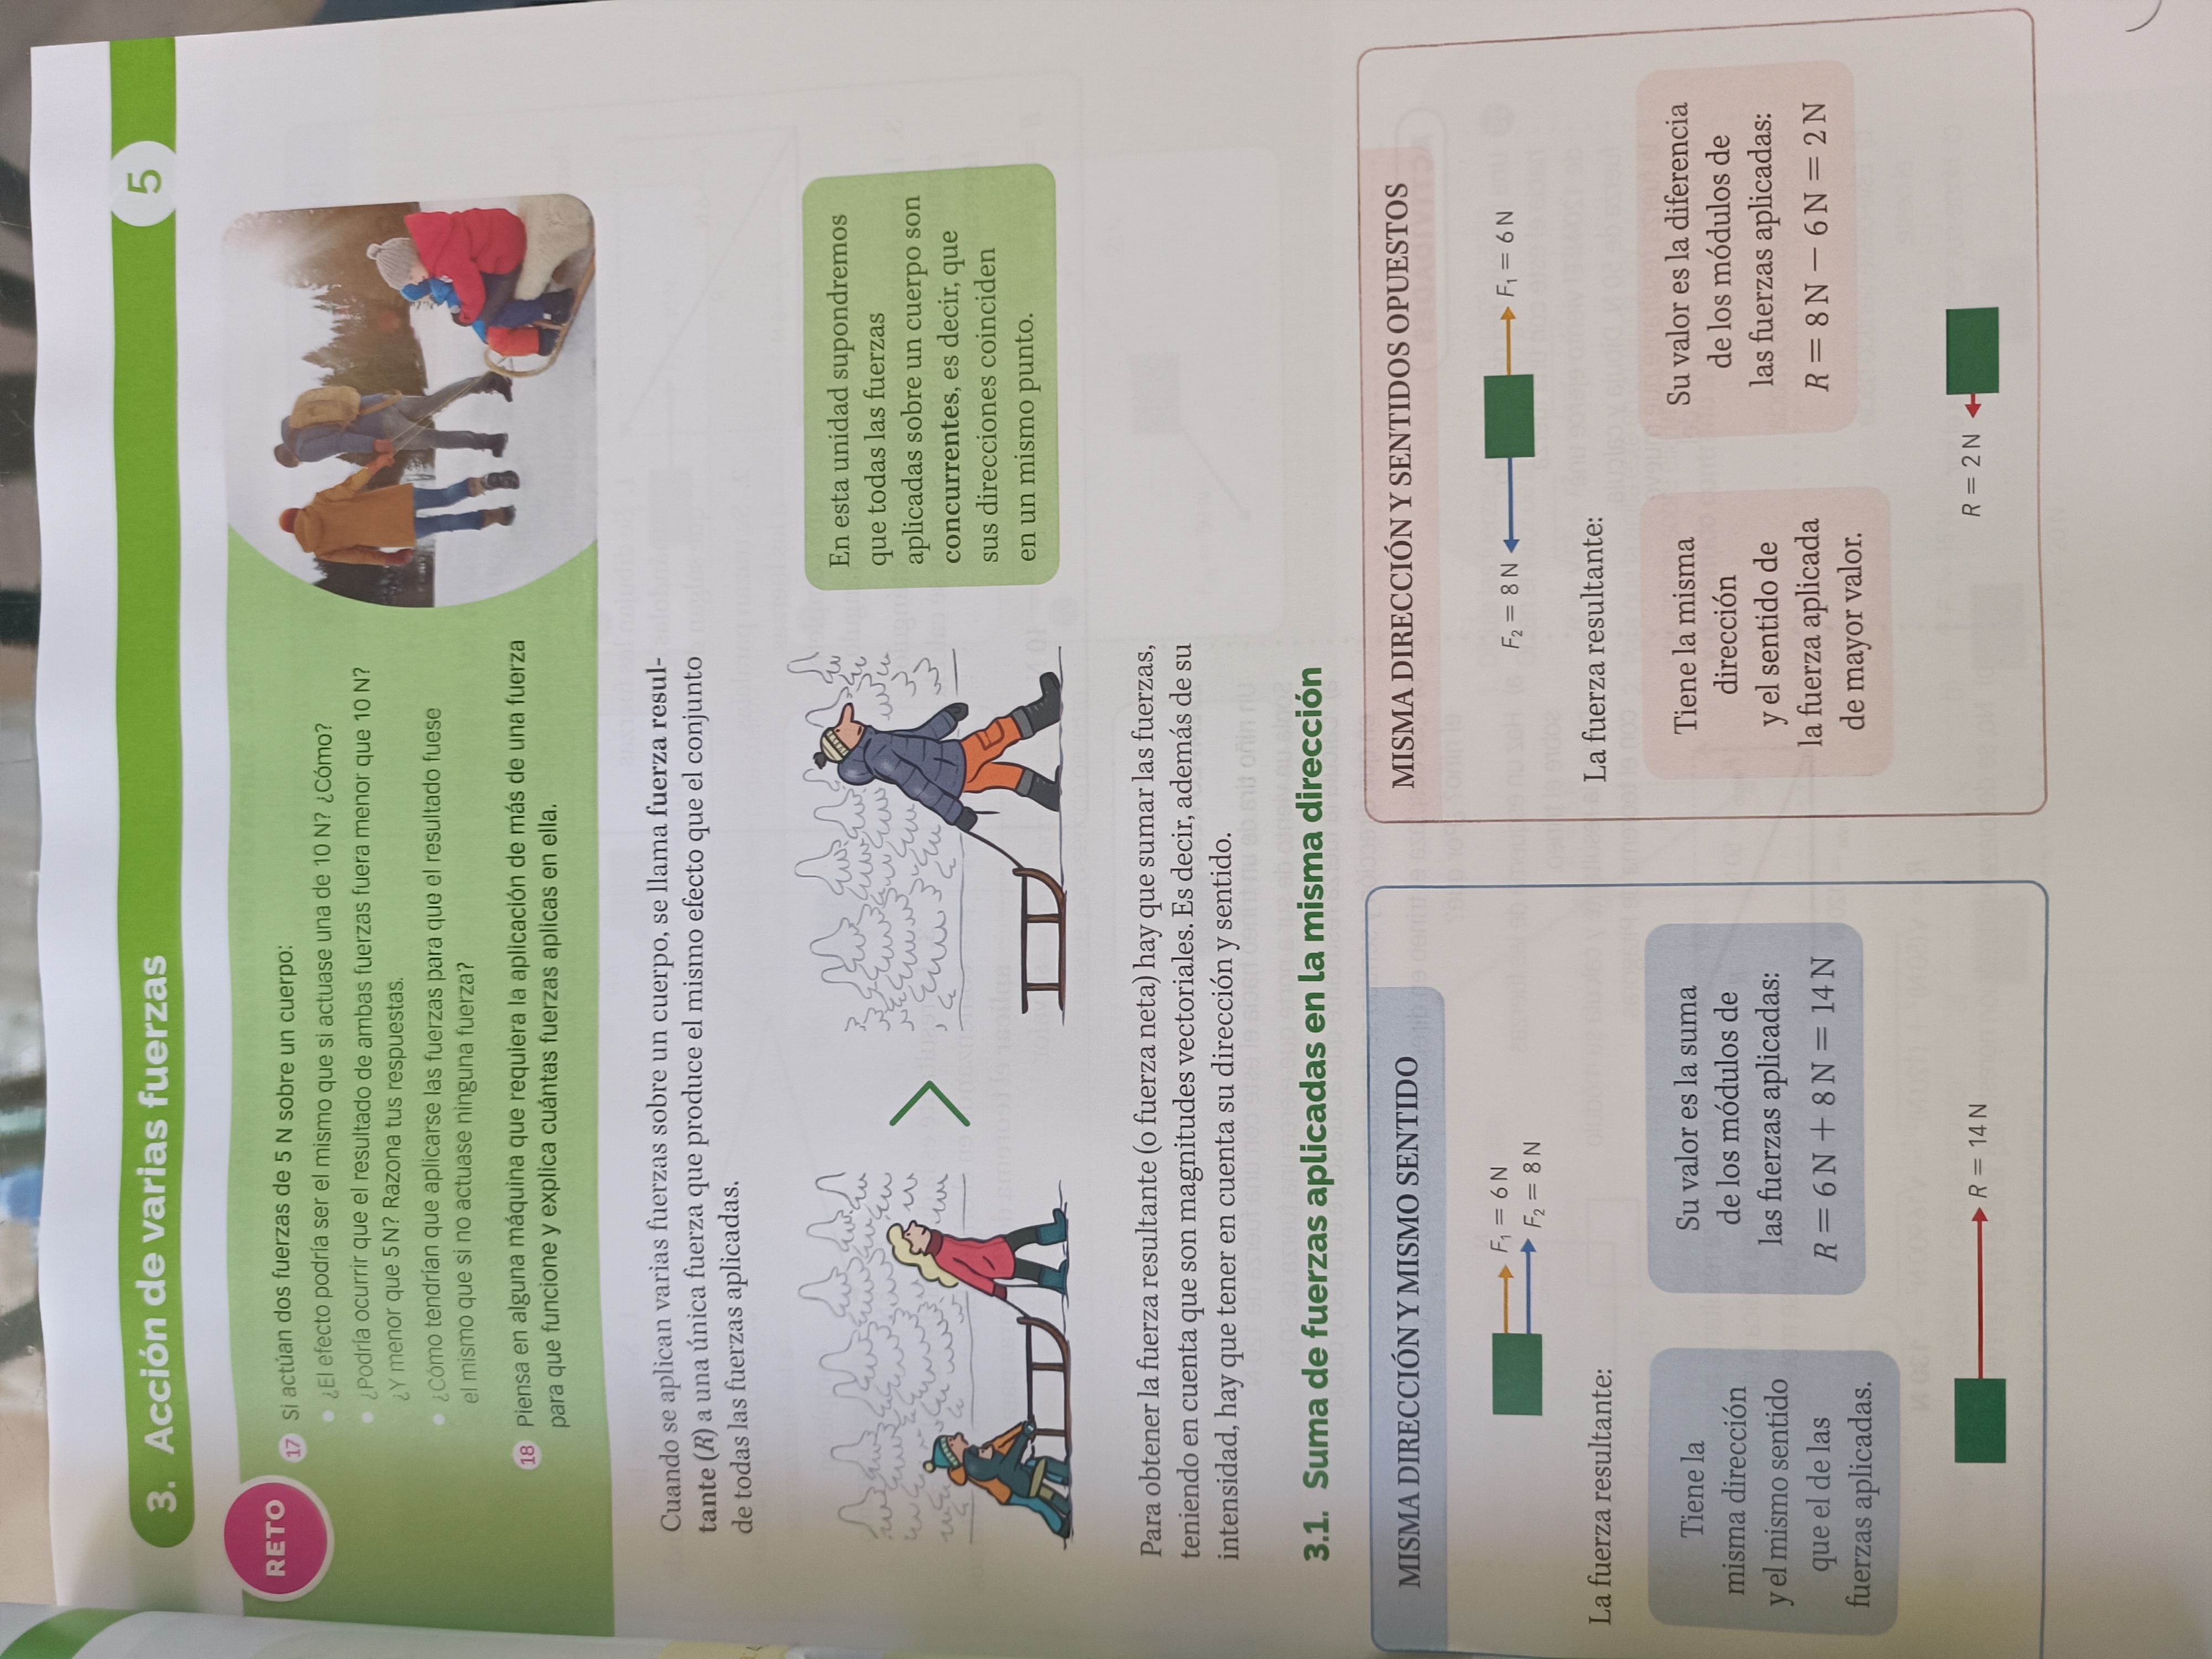 3. Acción de varias fuerzas
5
RETO
17 Si actúan dos fuerzas de 5 N sobre un cuerpo:
• ¿El efecto podría ser el mismo que si actuase una de 10 N? ¿Cómo?
• ¿Podría ocurrir que el resultado de ambas fuerzas fuera menor que 10 N?
¿Y menor que 5 N? Razona tus respuestas.
• ¿Cómo tendrían que aplicarse las fuerzas para que el resultado fuese
el mismo que si no actuase ninguna fuerza?
18 Piensa en alguna máquina que requiera la aplicación de más de una fuerza
para que funcione y explica cuántas fuerzas aplicas en ella.
Cuando se aplican varias fuerzas sobre un cuerpo, se llama fuerza resul-
tante (R) a una única fuerza que produce el mismo efecto que el conjunto
de todas las fuerzas aplicadas.
En esta unidad supondremos
que todas las fuerzas
aplicadas sobre un cuerpo son
concurrentes, es decir, que
sus direcciones coinciden
en un mismo punto.
Para obtener la fuerza resultante (o fuerza neta) hay que sumar las fuerzas,
teniendo en cuenta que son magnitudes vectoriales. Es decir, además de su
intensidad, hay que tener en cuenta su dirección y sentido.
3.1. Suma de fuerzas aplicadas en la misma dirección
MISMA DIRECCIÓN Y MISMO SENTIDO
F₁ = 6 N
F₂ = 8 N
La fuerza resultante:
Tiene la
misma dirección
y el mismo sentido
que el de las
fuerzas aplicadas.
Su valor es la suma
de los módulos de
las fuerzas aplicadas:
R = 6 N + 8 N = 14 N
R = 14 N
MISMA DIRECCIÓN Y SENTIDOS OPUESTOS
F₂ = 8 N
F₁ = 6 N
La fuerza resultante:
Tiene la misma
dirección
y el sentido de
la fuerza aplicada
de mayor valor.
Su valor es la diferencia
de los módulos de
las fuerzas aplicadas:
R = 8 N − 6 N = 2 N
R = 2 N